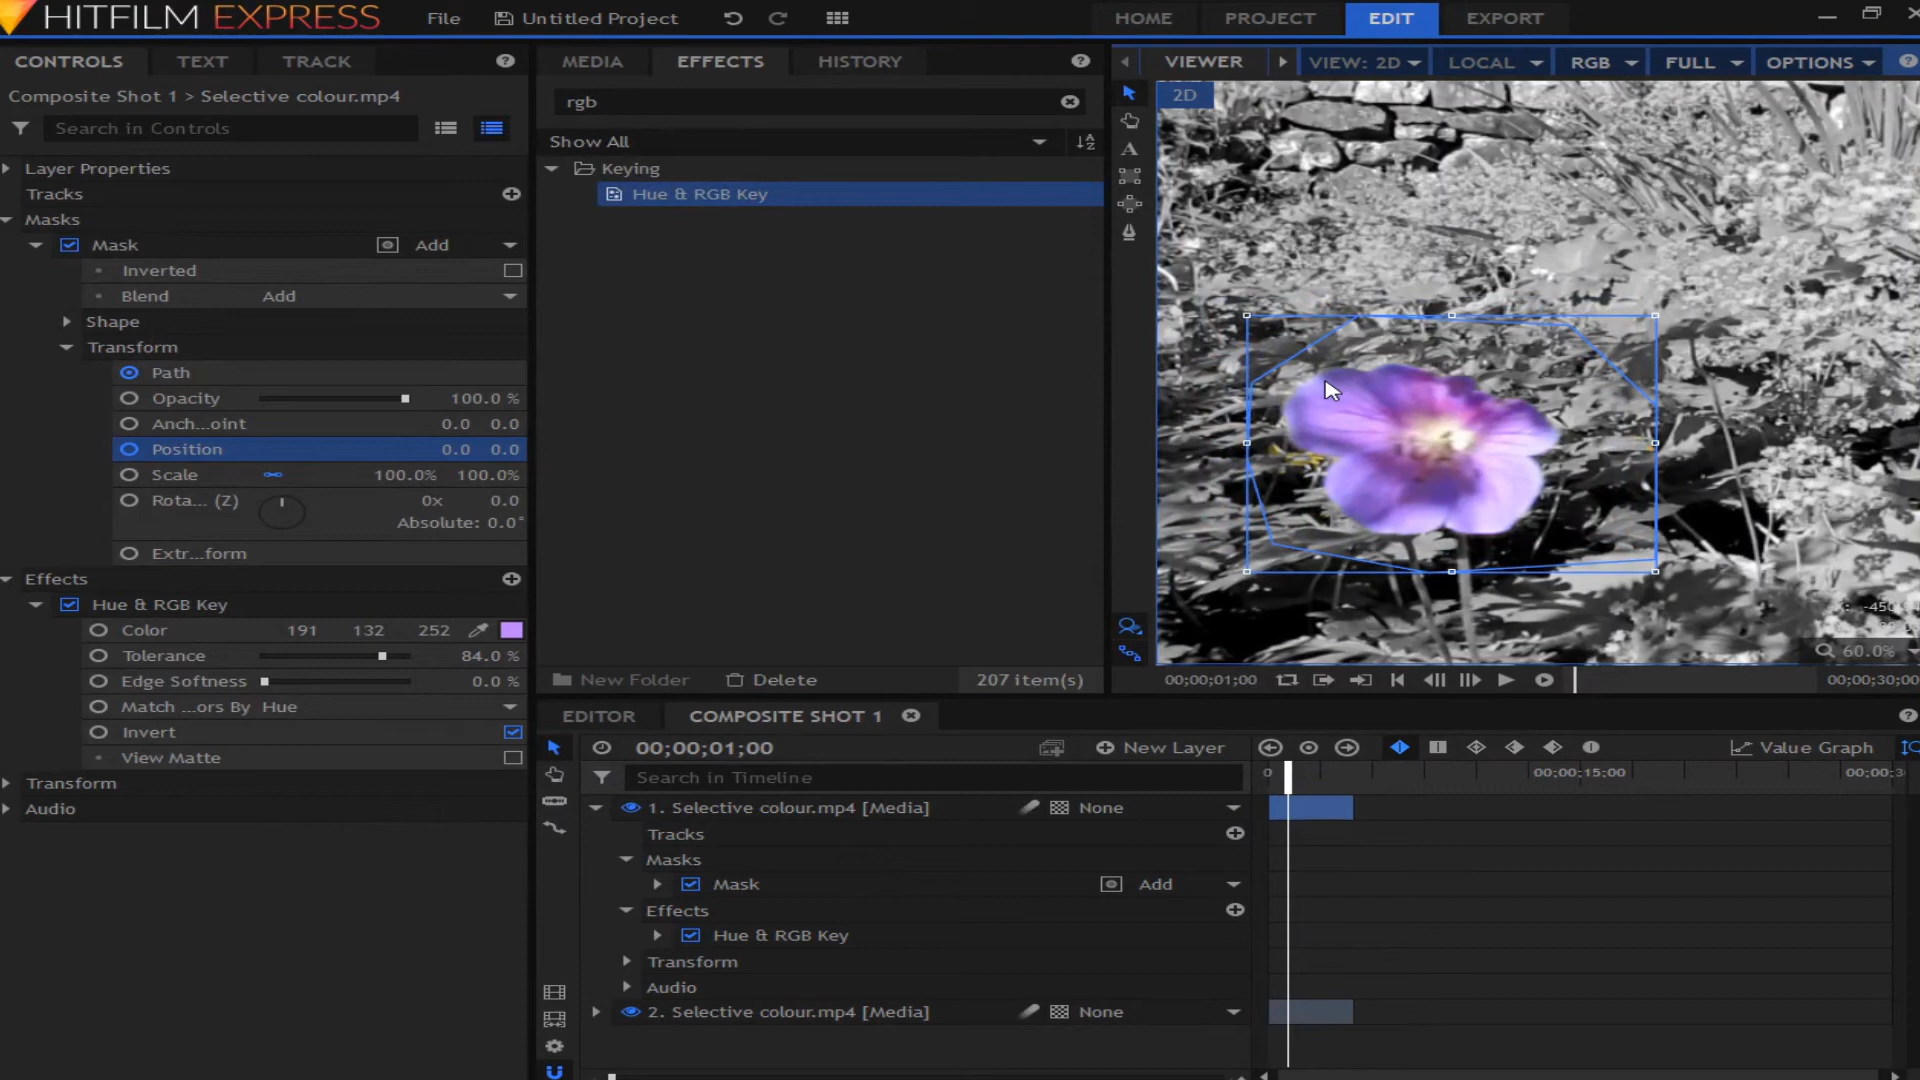 HITFILM EXPRESS File Untitled Project HOME PROJECT EDIT EXPORT
CONTROLS TEXT TRACK
Composite Shot 1 > Selective colour.mp4
Search in Controls
Layer Properties
Tracks
Masks
Mask Add
Inverted
Blend Add
Shape
Transform
Path
Opacity 100.0 %
Anch...oint 0.0 0.0
Position 0.0 0.0
Scale 100.0% 100.0%
Rota... (Z) 0x 0.0
Absolute: 0.0°
Extr...form
Effects
Hue & RGB Key
Color 191 132 252
Tolerance 84.0 %
Edge Softness 0.0 %
Match ...ors By Hue
Invert
View Matte
Transform
Audio
MEDIA EFFECTS HISTORY
rgb
Show All
Keying
Hue & RGB Key
New Folder Delete 207 item(s)
VIEWER VIEW: 2D LOCAL RGB FULL OPTIONS
2D
60.0%
00;00;01;00 00;00;30;00
EDITOR COMPOSITE SHOT 1
00;00;01;00 New Layer Value Graph
Search in Timeline 0 00;00;15;00 00;00;3
1. Selective colour.mp4 [Media] None
Tracks
Masks
Mask Add
Effects
Hue & RGB Key
Transform
Audio
2. Selective colour.mp4 [Media] None